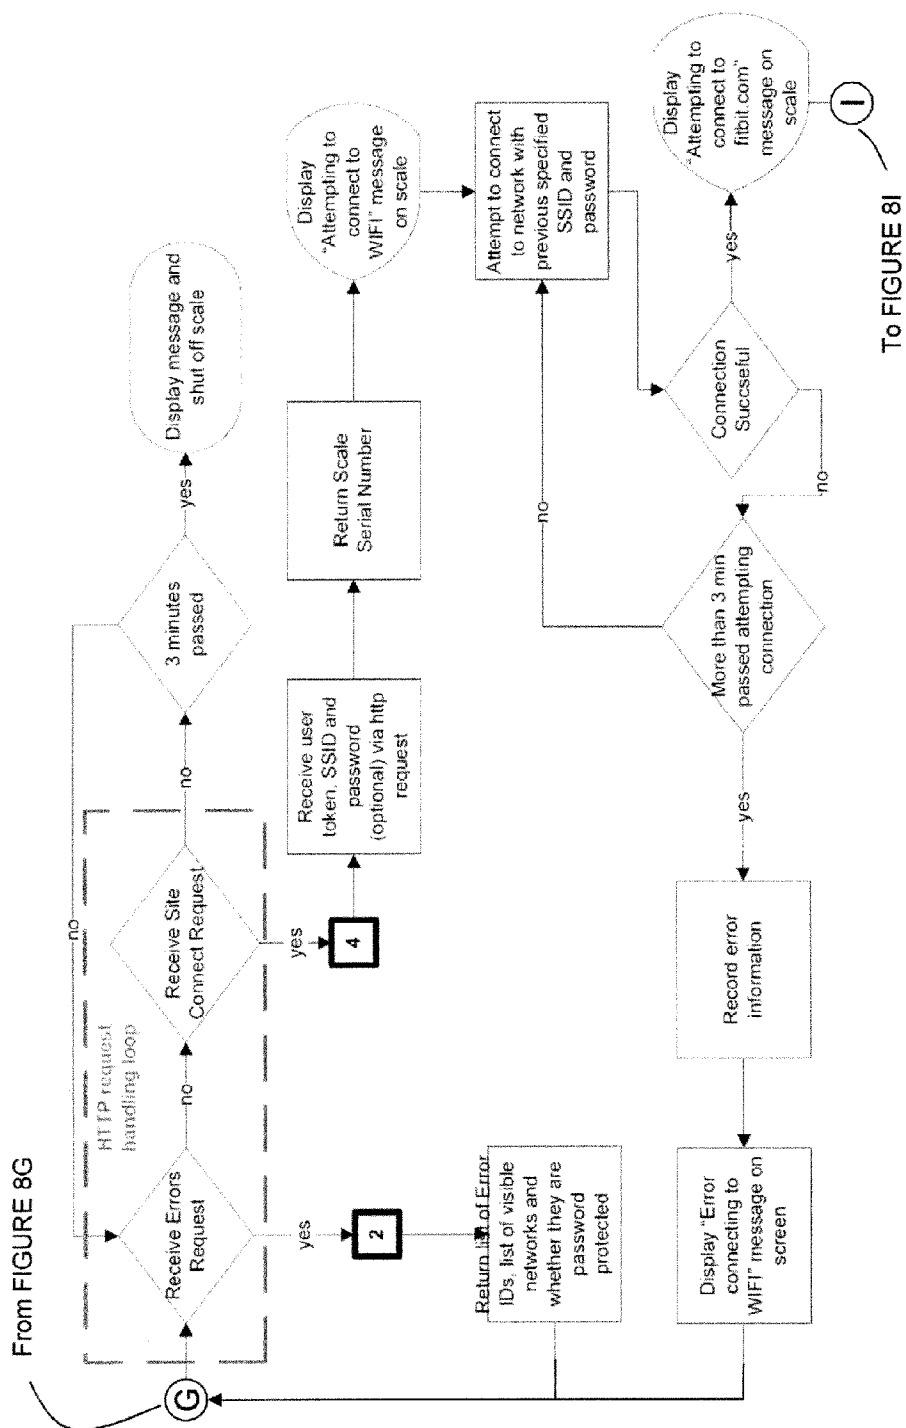 From FIGURE 8G
G
HTTP request
handling loop
Receive Errors
Request
no
Receive Site
Connect Request
no
3 minutes
passed
no
yes
Display message and
shut off scale
yes
2
Return list of Error
IDs, list of visible
networks and
whether they are
password
protected
yes
4
Receive user
token, SSID and
password
(optional) via http
request
Return Scale
Serial Number
Display
"Attempting to
connect to
WIFI" message
on scale
Attempt to connect
to network with
previous specified
SSID and
password
Connection
Succseful
yes
Display
"Attempting to
connect to
fitbit.com"
message on
scale
I
To FIGURE 8I
no
More than 3 min
passed attempting
connection
no
yes
Record error
information
Display "Error
connecting to
WIFI" message on
screen